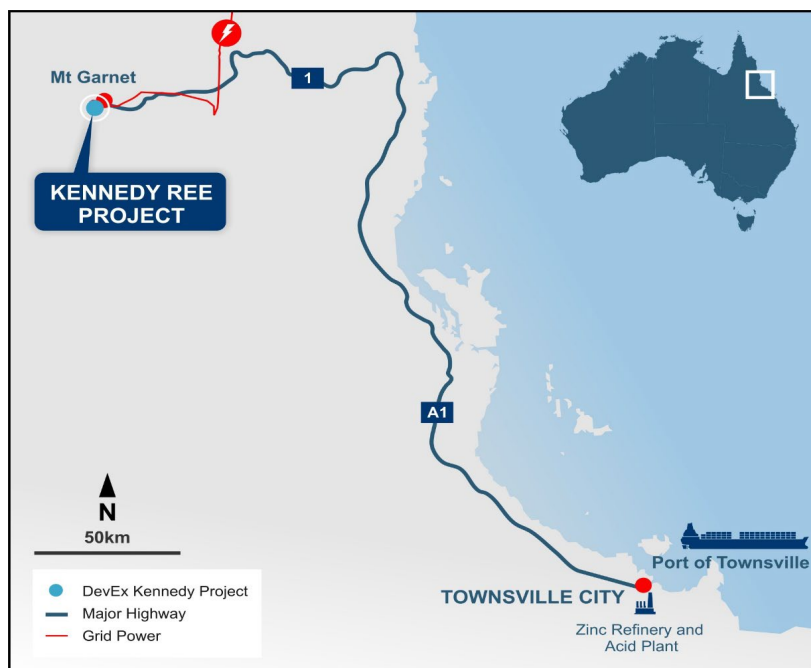 Mt Garnet
1
KENNEDY REE
PROJECT
A1
N
50km
DevEx Kennedy Project
Major Highway
Grid Power
Port of Townsville
TOWNSVILLE CITY
Zinc Refinery and
Acid Plant